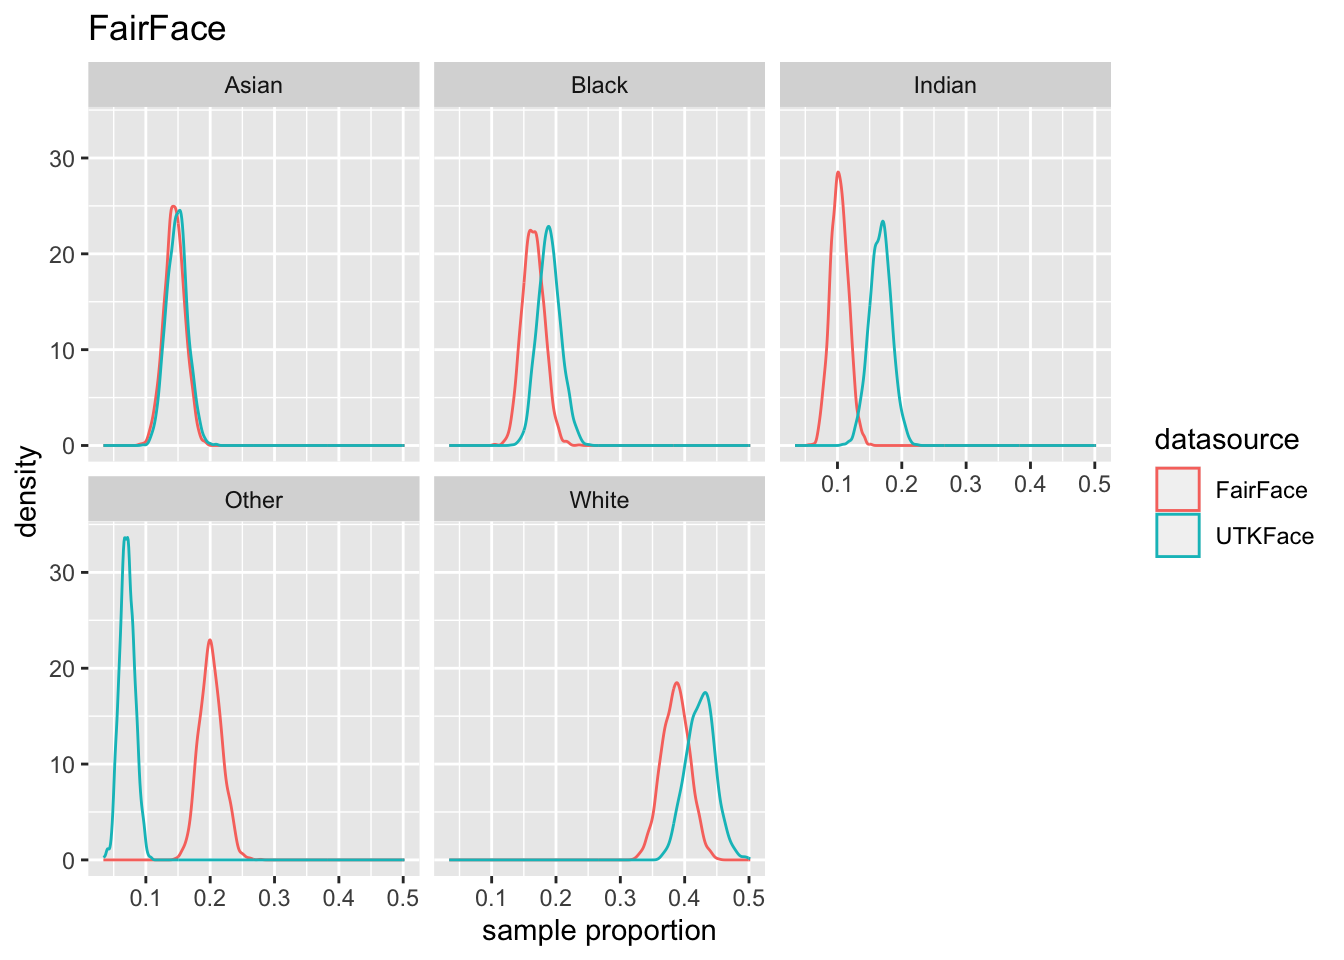 FairFace
Asian
Black
Indian
30
20
10
0
0.1 0.2 0.3 0.4 0.5
density
Other
White
30
20
10
0
0.1 0.2 0.3 0.4 0.5
0.1 0.2 0.3 0.4 0.5
sample proportion
datasource
FairFace
UTKFace